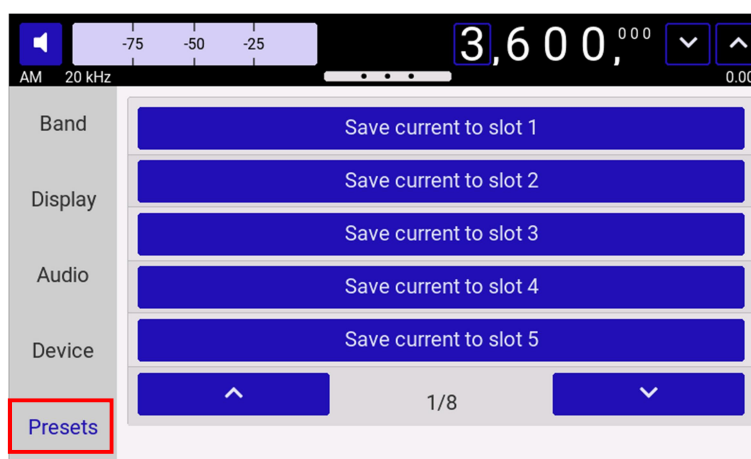 -75 -50 -25 3,600,000
AM 20 kHz 0.00
Band
Display
Audio
Device
Presets
Save current to slot 1
Save current to slot 2
Save current to slot 3
Save current to slot 4
Save current to slot 5
1/8